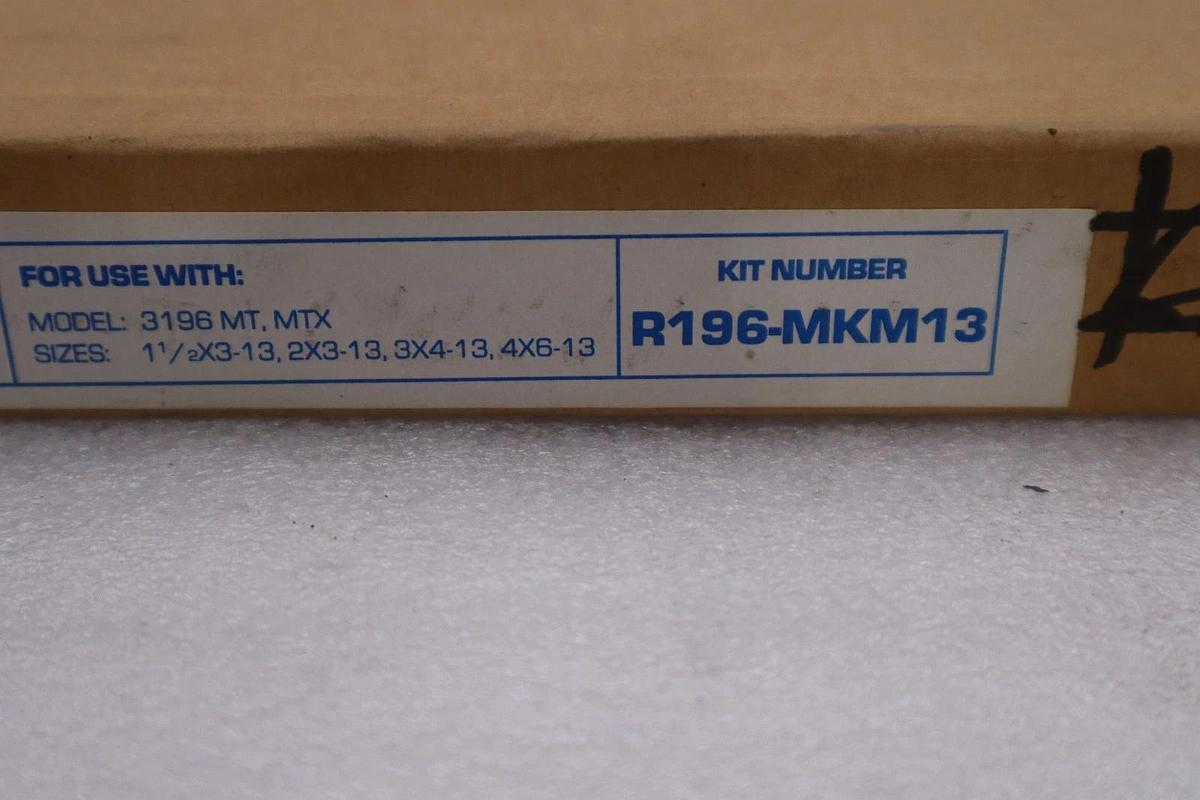 FOR USE WITH:
MODEL: 3196 MT, MTX
SIZES: 1 1/2X3-13, 2X3-13, 3X4-13, 4X6-13
KIT NUMBER
R196-MKM13